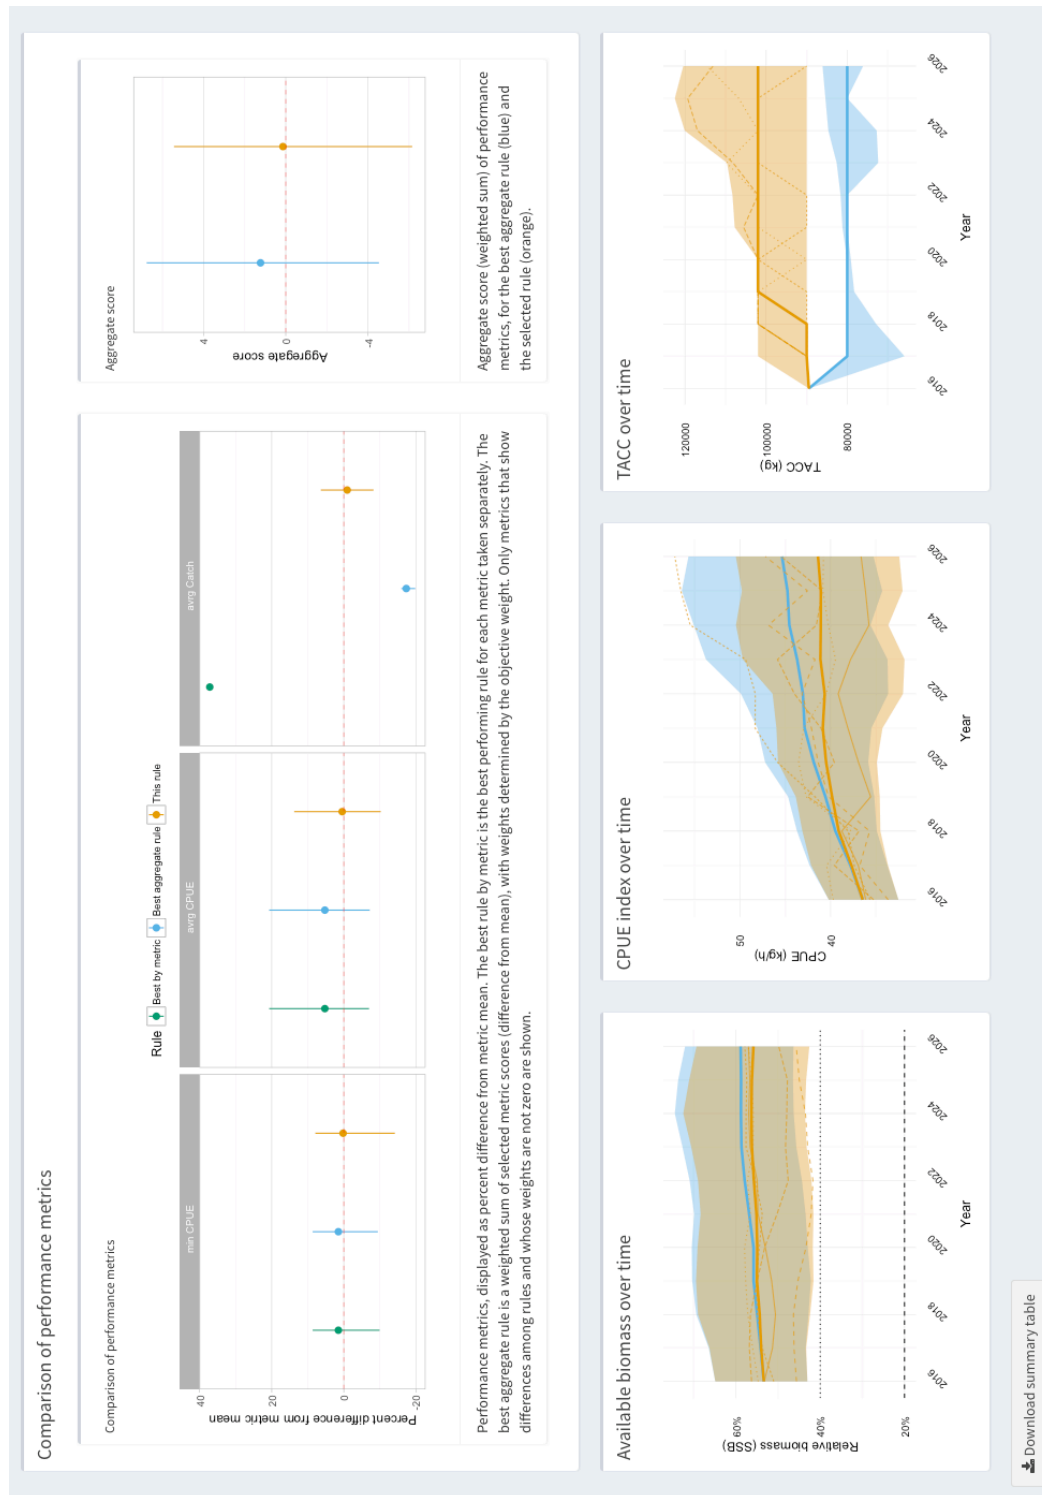 Comparison of performance metrics
Comparison of performance metrics
Rule Best by metric Best aggregate rule This rule
min CPUE
avrg CPUE
avrg Catch
Percent difference from metric mean
40
20
0
-20
Performance metrics, displayed as percent difference from metric mean. The best rule by metric is the best performing rule for each metric taken separately. The
best aggregate rule is a weighted sum of selected metric scores (difference from mean), with weights determined by the objective weight. Only metrics that show
differences among rules and whose weights are not zero are shown.
Aggregate score
Aggregate score
4
0
-4
Aggregate score (weighted sum) of performance
metrics, for the best aggregate rule (blue) and
the selected rule (orange).
Available biomass over time
Relative biomass (SSB)
60%
40%
20%
2016
2018
2020
2022
2024
2026
Year
CPUE index over time
CPUE (kg/h)
50
40
2016
2018
2020
2022
2024
2026
Year
TACC over time
TACC (kg)
120000
100000
80000
2016
2018
2020
2022
2024
2026
Year
Download summary table